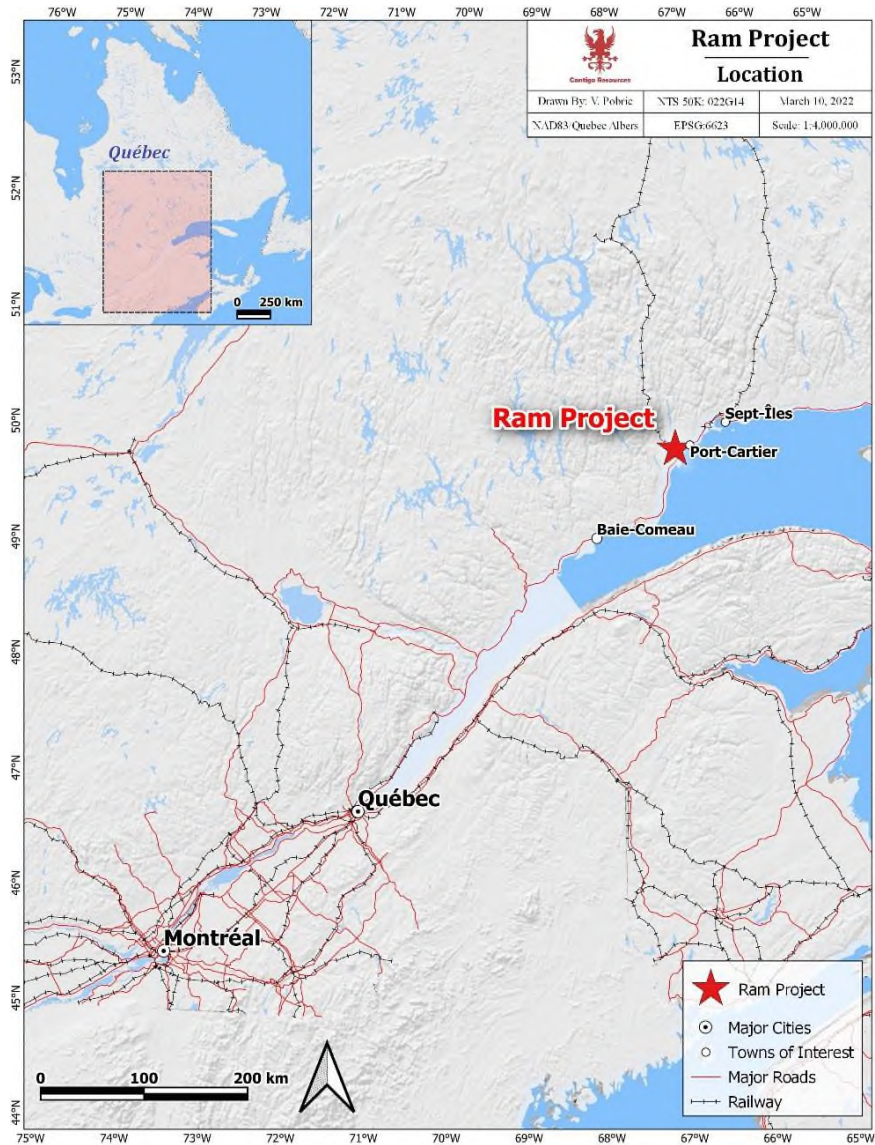 76°W 75°W 74°W 73°W 72°W 71°W 70°W 69°W 68°W 67°W 66°W 65°W
Ram Project
Location
Contigo Resources
Drawn By: V. Pobric
NTS 50K: 022G14
March 10, 2022
NAD83/Quebec Albers
EPSG:6623
Scale: 1:4,000,000
53°N
52°N
51°N
50°N
49°N
48°N
47°N
46°N
45°N
44°N
Québec
0 250 km
Ram Project
Sept-Îles
Port-Cartier
Baie-Comeau
Québec
Montréal
0 100 200 km
Ram Project
Major Cities
Towns of Interest
Major Roads
Railway
75°W 74°W 73°W 72°W 71°W 70°W 69°W 68°W 67°W 66°W 65°W